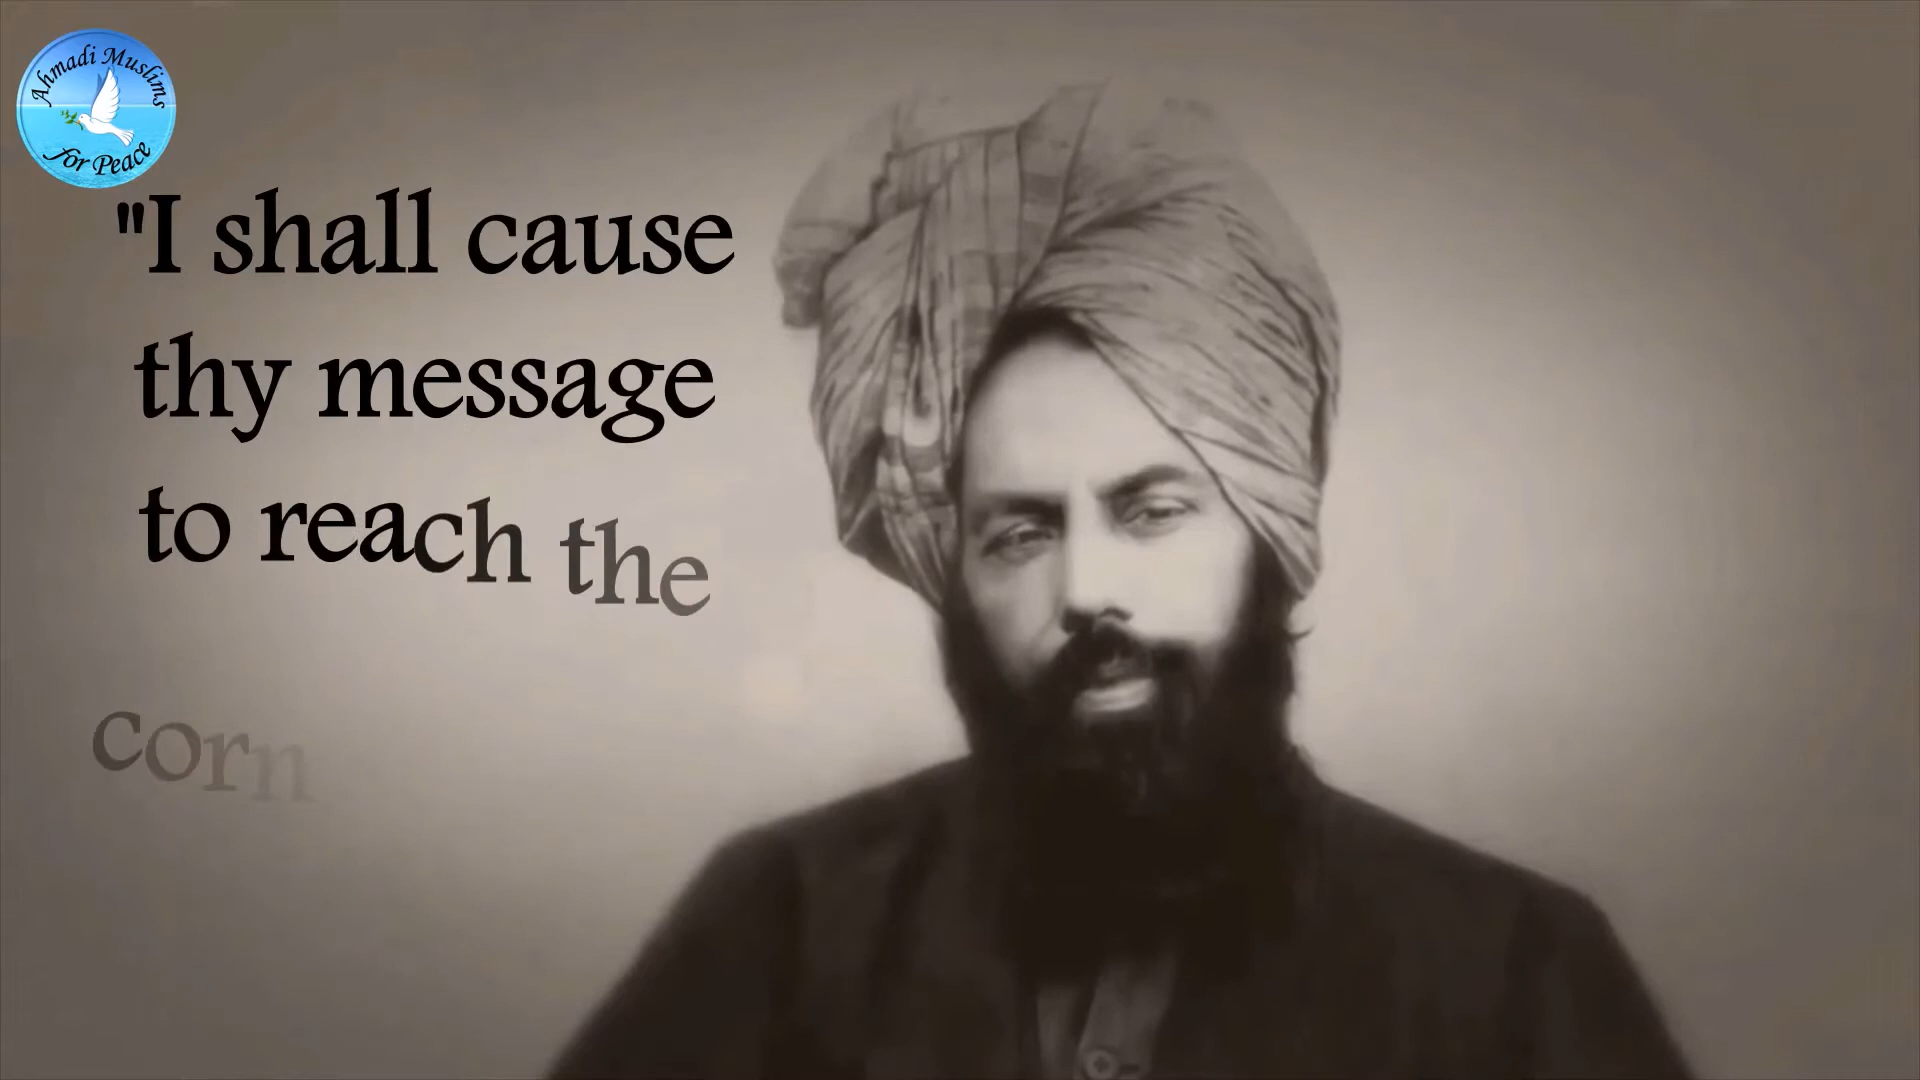 Ahmadi Muslims
for Peace
"I shall cause
thy message
to reach the
corn